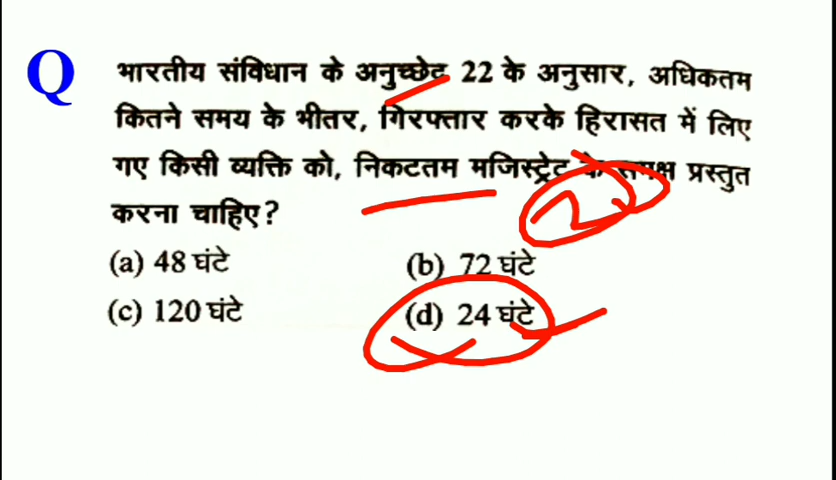 Q भारतीय संविधान के अनुच्छेद 22 के अनुसार, अधिकतम
कितने समय के भीतर, गिरफ्तार करके हिरासत में लिए
गए किसी व्यक्ति को, निकटतम मजिस्ट्रेट के समक्ष प्रस्तुत
करना चाहिए?
(a) 48 घंटे (b) 72 घंटे
(c) 120 घंटे (d) 24 घंटे